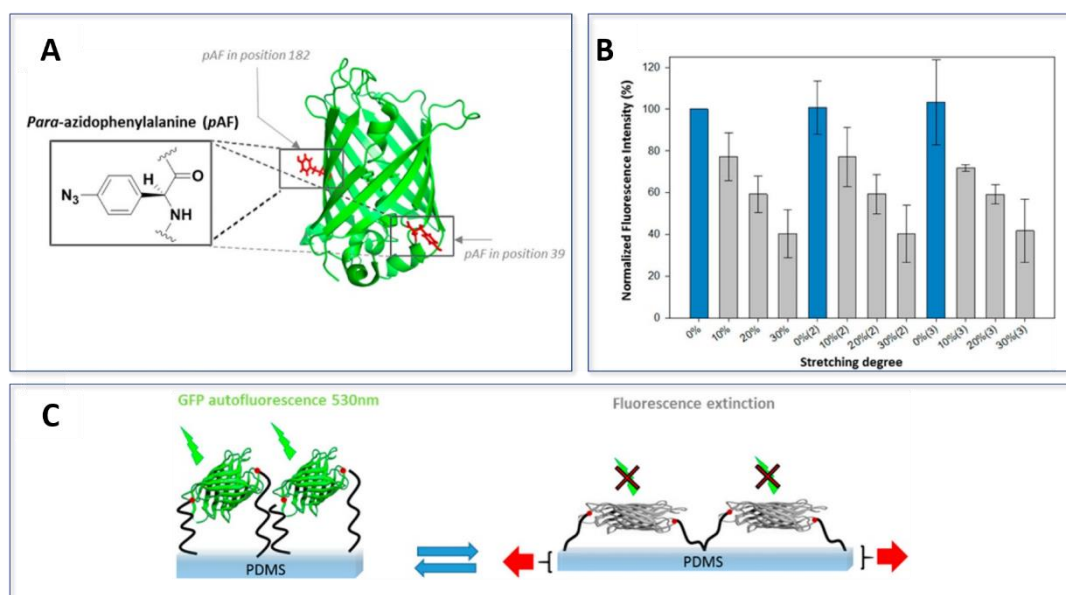 A
pAF in position 182
Para-azidophenylalanine (pAF)
N3
H
O
NH
pAF in position 39
B
Normalized Fluorescence Intensity (%)
120
100
80
60
40
20
0
0%
10%
20%
30%
0%(2)
10%(2)
20%(2)
30%(2)
0%(3)
10%(3)
20%(3)
30%(3)
Stretching degree
C
GFP autofluorescence 530nm
Fluorescence extinction
PDMS
PDMS